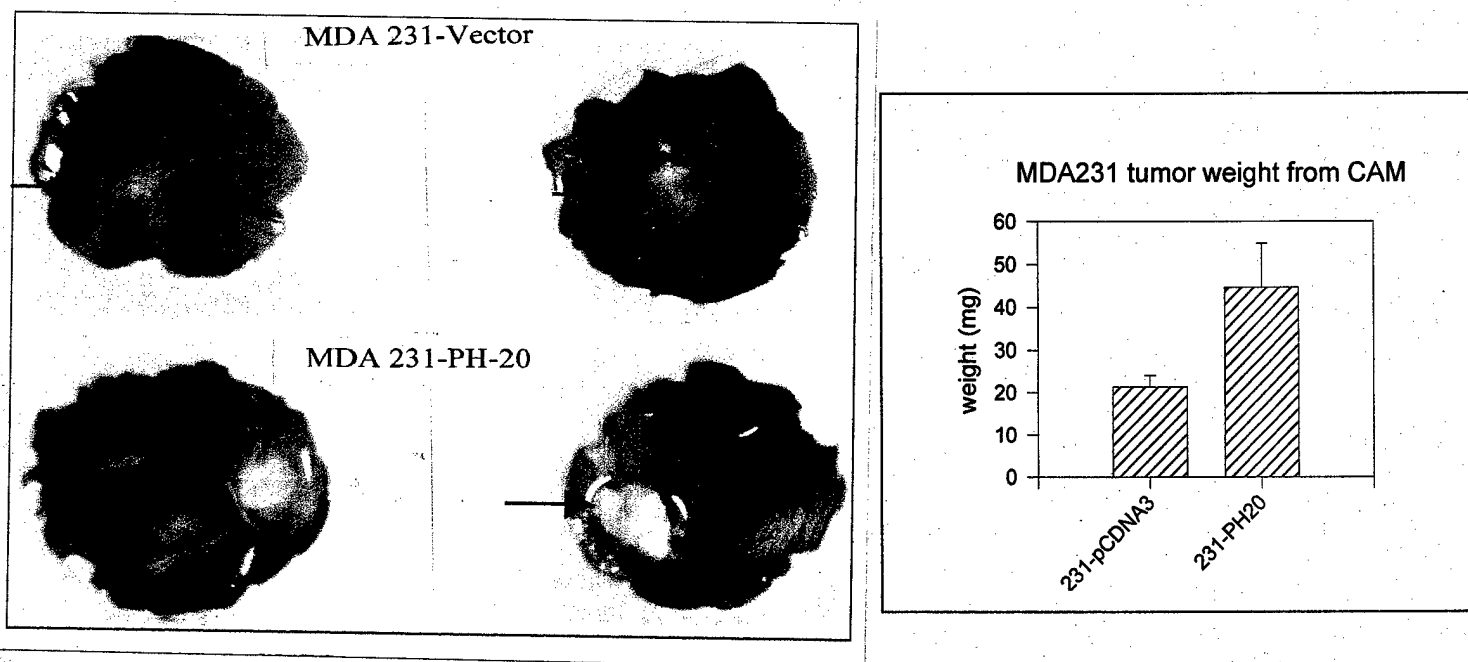 MDA 231-Vector
MDA 231-PH-20
MDA231 tumor weight from CAM
weight (mg)
60
50
40
30
20
10
0
231-pCDNA3
231-PH20